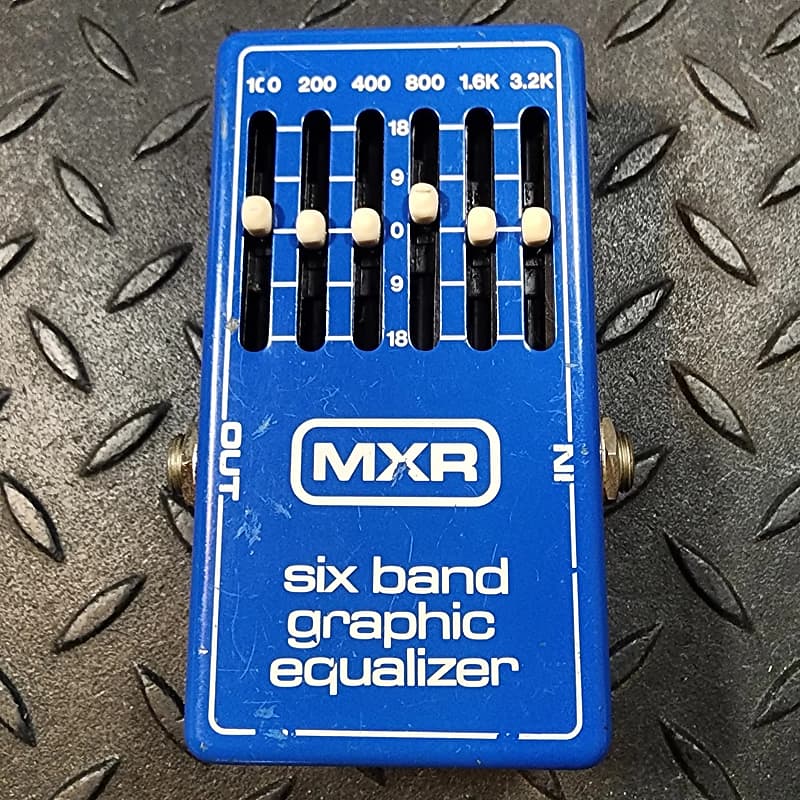 100 200 400 800 1.6K 3.2K
18
9
0
9
18
OUT
IN
MXR
six band
graphic
equalizer